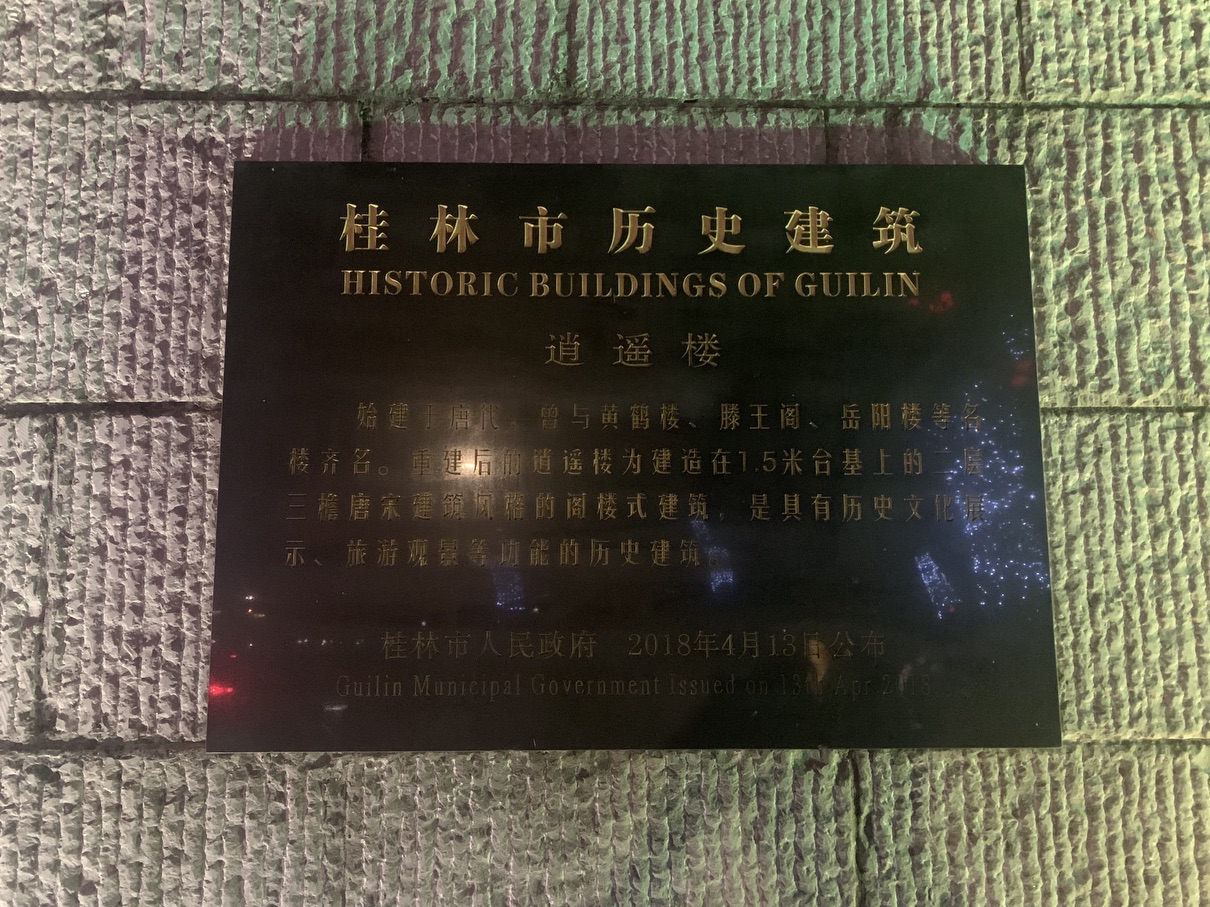 桂林市历史建筑
HISTORIC BUILDINGS OF GUILIN
逍遥楼
始建于唐代，曾与黄鹤楼、滕王阁、岳阳楼等名
楼齐名。重建后的逍遥楼为建造在1.5米台基上的二层
三檐唐宋建筑风格的阁楼式建筑，是具有历史文化展
示、旅游观景等功能的历史建筑。
桂林市人民政府 2018年4月13日公布
Guilin Municipal Government Issued on 13th Apr.2018